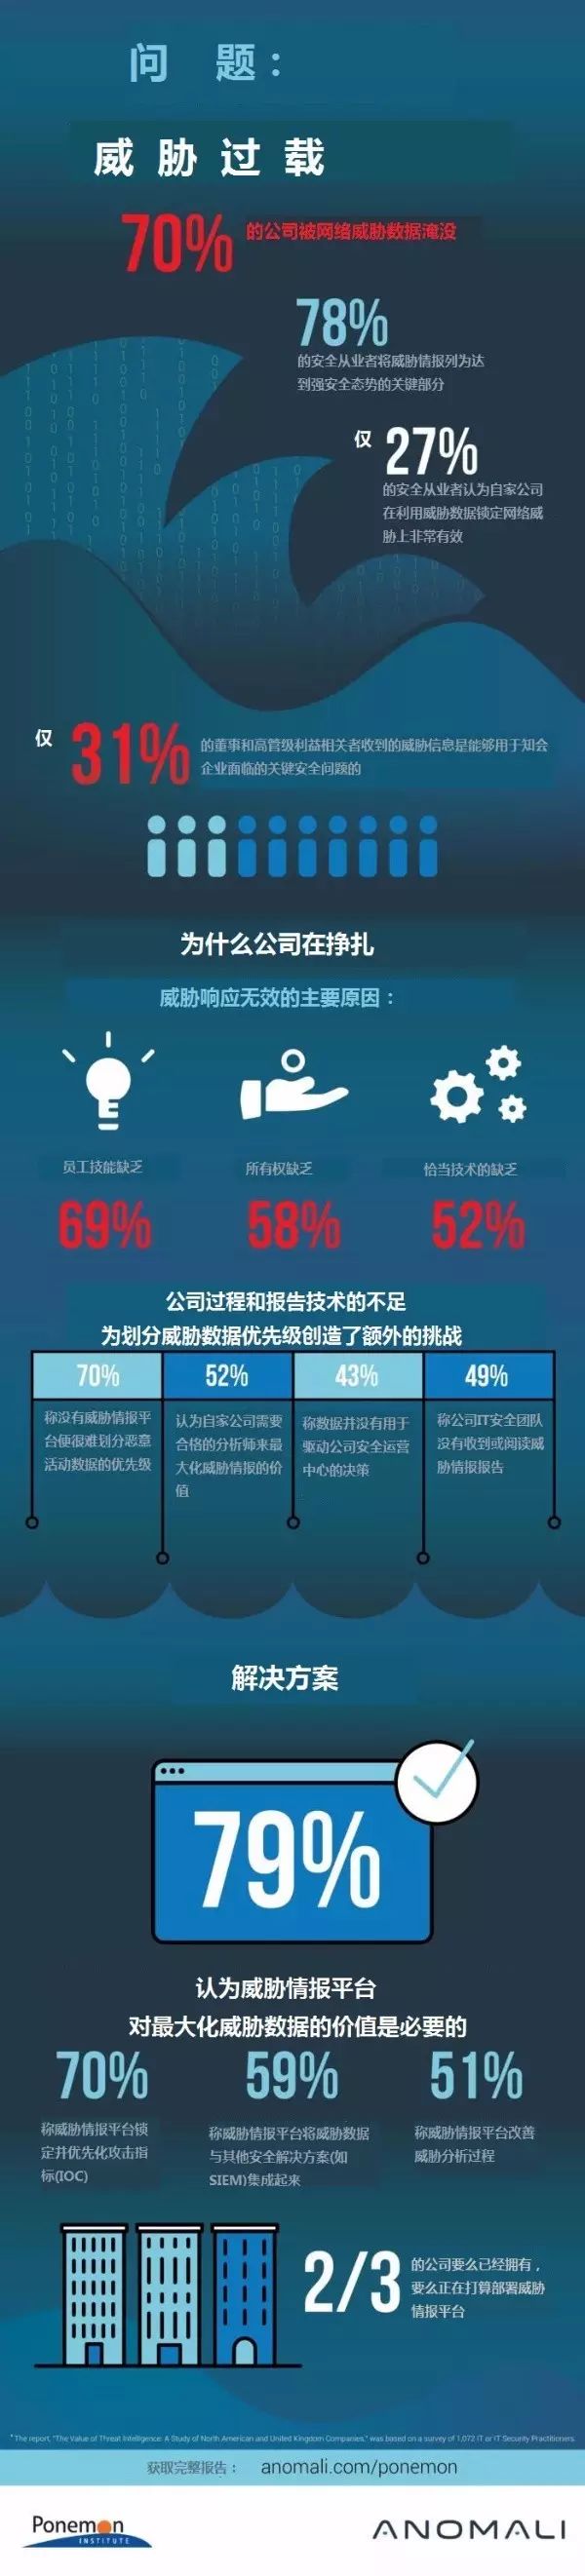 问 题：
威胁过载
70% 的公司被网络威胁数据淹没
78%
的安全从业者将威胁情报列为达
到强安全态势的关键部分
仅 27%
的安全从业者认为自家公司
在利用威胁数据锁定网络威
胁上非常有效
仅 31% 的董事和高管级利益相关者收到的威胁信息是能够用于知会
企业面临的关键安全问题的
为什么公司在挣扎
威胁响应无效的主要原因：
员工技能缺乏
69%
所有权缺乏
58%
恰当技术的缺乏
52%
公司过程和报告技术的不足
为划分威胁数据优先级创造了额外的挑战
70%
称没有威胁情报平
台便很难划分恶意
活动数据的优先级
52%
认为自家公司需要
合格的分析师来最
大化威胁情报的价
值
43%
称数据并没有用于
驱动公司安全运营
中心的决策
49%
称公司IT安全团队
没有收到或阅读威
胁情报报告
解决方案
79%
认为威胁情报平台
对最大化威胁数据的价值是必要的
70%
称威胁情报平台锁
定并优先化攻击指
标(IOC)
59%
称威胁情报平台将威胁数据
与其他安全解决方案(如
SIEM)集成起来
51%
称威胁情报平台改善
威胁分析过程
2/3 的公司要么已经拥有，
要么正在打算部署威胁
情报平台
*The report, "The Value of Threat Intelligence: A Study of North American and United Kingdom Companies," was based on a survey of 1,072 IT or IT Security Practitioners.
获取完整报告： anomali.com/ponemon
Ponemon
INSTITUTE
ANOMALI